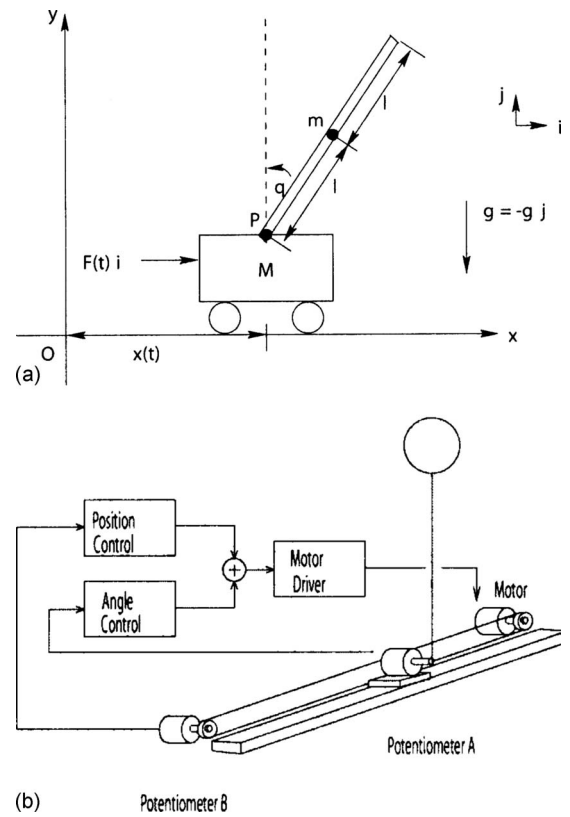 y
m
l
l
j
i
q
P
g = -g j
F(t) i
M
O
x(t)
x
(a)
Position
Control
Motor
Driver
Angle
Control
+
Motor
Potentiometer A
(b)
Potentiometer B